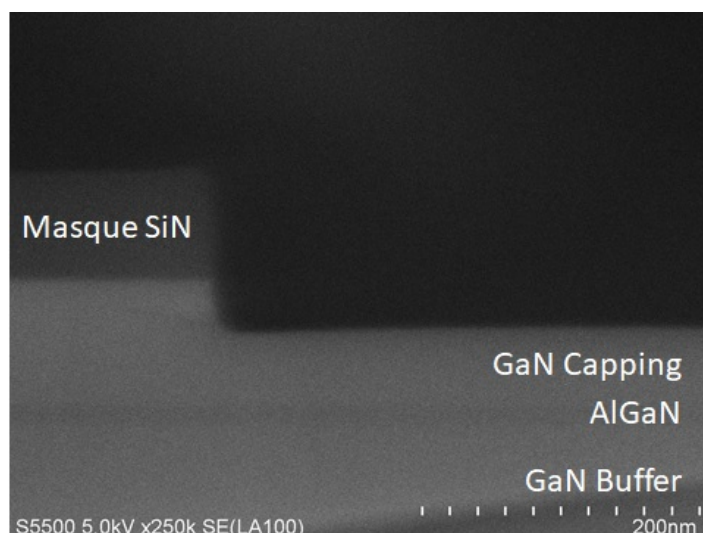 Masque SiN
GaN Capping
AlGaN
GaN Buffer
S5500 5.0kV x250k SE(LA100)
200nm